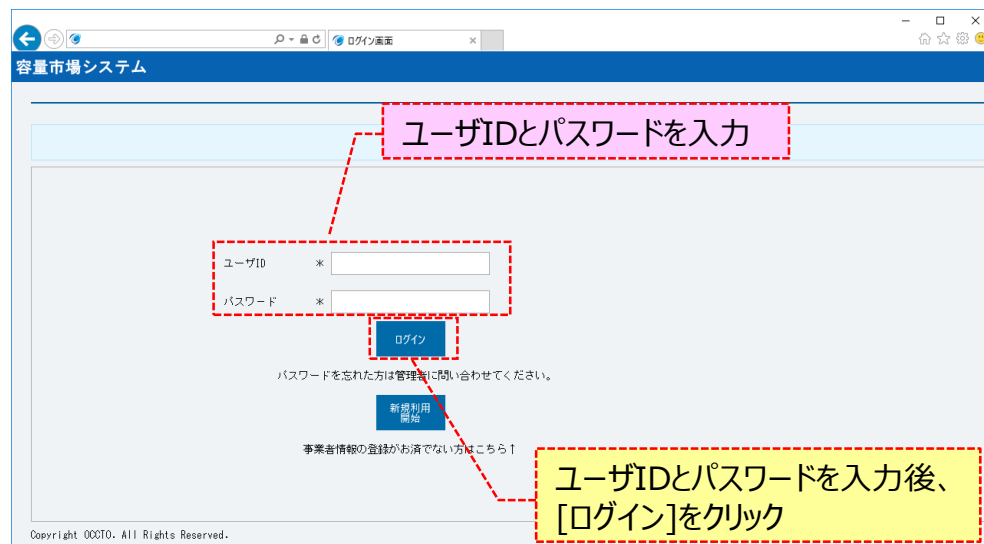 ログイン画面
容量市場システム
ユーザIDとパスワードを入力
ユーザID *
パスワード *
ログイン
パスワードを忘れた方は管理者に問い合わせてください。
新規利用
開始
事業者情報の登録がお済でない方はこちら↑
ユーザIDとパスワードを入力後、
[ログイン]をクリック
Copyright OCCTO. All Rights Reserved.